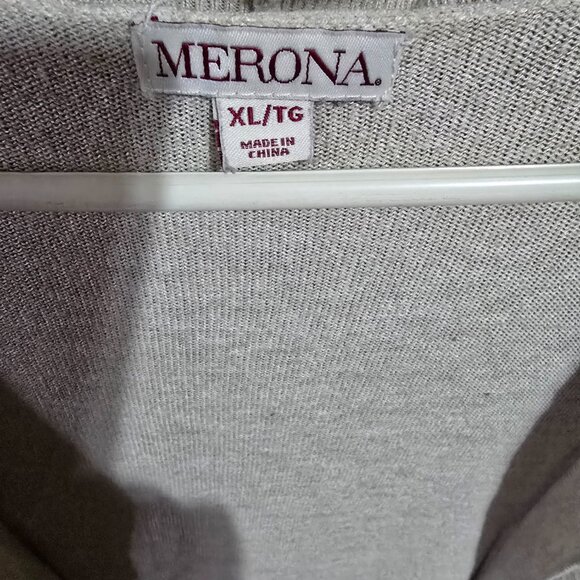 MERONA.
XL/TG
MADE IN
CHINA